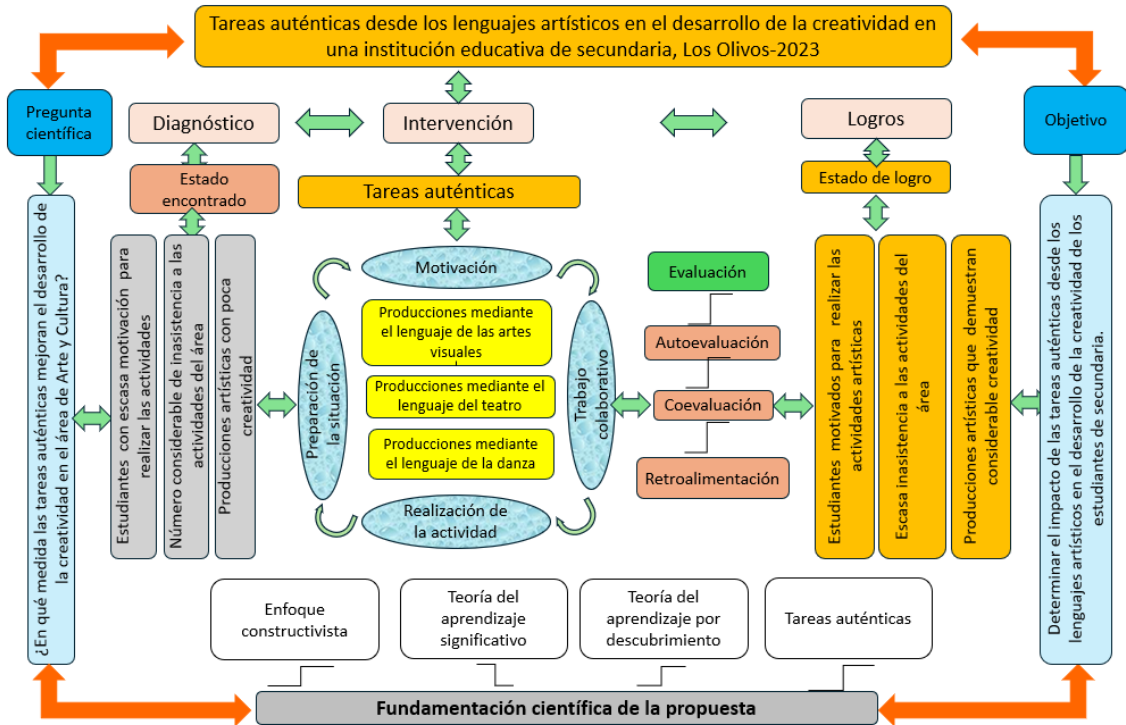 Tareas auténticas desde los lenguajes artísticos en el desarrollo de la creatividad en
una institución educativa de secundaria, Los Olivos-2023
Pregunta
científica
Diagnóstico
Intervención
Logros
Objetivo
Estado
encontrado
Tareas auténticas
Estado de logro
¿En qué medida las tareas auténticas mejoran el desarrollo de
la creatividad en el área de Arte y Cultura?
Estudiantes con escasa motivación para
realizar las actividades
Número considerable de inasistencia a las
actividades del área
Producciones artísticas con poca
creatividad
Motivación
Preparación de
la situación
Producciones mediante
el lenguaje de las artes
visuales
Producciones mediante el
lenguaje del teatro
Producciones mediante
el lenguaje de la danza
Trabajo
colaborativo
Realización de
la actividad
Evaluación
Autoevaluación
Coevaluación
Retroalimentación
Estudiantes motivados para realizar las
actividades artísticas
Escasa inasistencia a las actividades del
área
Producciones artísticas que demuestran
considerable creatividad
Determinar el impacto de las tareas auténticas desde los
lenguajes artísticos en el desarrollo de la creatividad de los
estudiantes de secundaria.
Enfoque
constructivista
Teoría del
aprendizaje
significativo
Teoría del
aprendizaje por
descubrimiento
Tareas auténticas
Fundamentación científica de la propuesta